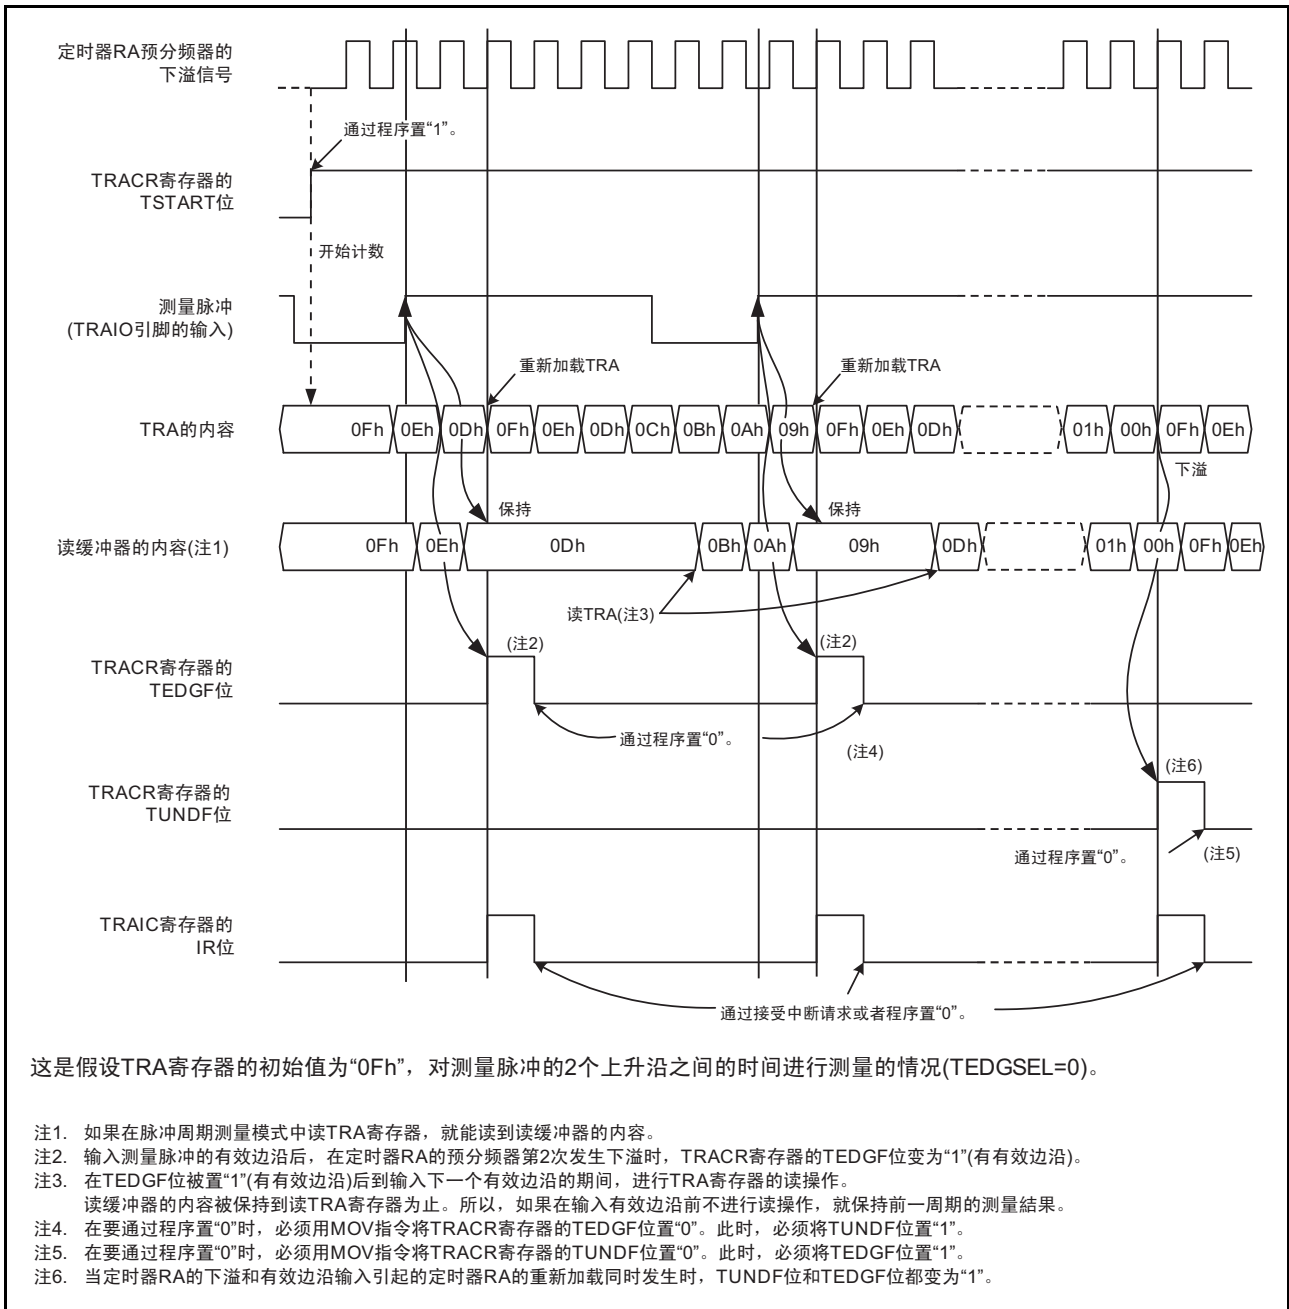 定时器RA预分频器的
下溢信号
通过程序置“1”。
TRACR寄存器的
TSTART位
开始计数
测量脉冲
(TRAIO引脚的输入)
重新加载TRA
重新加载TRA
TRA的内容
0Fh
0Eh
0Dh
0Fh
0Eh
0Dh
0Ch
0Bh
0Ah
09h
0Fh
0Eh
0Dh
01h
00h
0Fh
0Eh
下溢
保持
保持
读缓冲器的内容(注1)
0Fh
0Eh
0Dh
0Bh
0Ah
09h
0Dh
01h
00h
0Fh
0Eh
读TRA(注3)
(注2)
(注2)
TRACR寄存器的
TEDGF位
通过程序置“0”。
(注4)
(注6)
TRACR寄存器的
TUNDF位
通过程序置“0”。
(注5)
TRAIC寄存器的
IR位
通过接受中断请求或者程序置“0”。
这是假设TRA寄存器的初始值为“0Fh”，对测量脉冲的2个上升沿之间的时间进行测量的情况(TEDGSEL=0)。
注1. 如果在脉冲周期测量模式中读TRA寄存器，就能读到读缓冲器的内容。
注2. 输入测量脉冲的有效边沿后，在定时器RA的预分频器第2次发生下溢时，TRACR寄存器的TEDGF位变为“1”(有有效边沿)。
注3. 在TEDGF位被置“1”(有有效边沿)后到输入下一个有效边沿的期间，进行TRA寄存器的读操作。
读缓冲器的内容被保持到读TRA寄存器为止。所以，如果在输入有效边沿前不进行读操作，就保持前一周期的测量结果。
注4. 在要通过程序置“0”时，必须用MOV指令将TRACR寄存器的TEDGF位置“0”。此时，必须将TUNDF位置“1”。
注5. 在要通过程序置“0”时，必须用MOV指令将TRACR寄存器的TUNDF位置“0”。此时，必须将TEDGF位置“1”。
注6. 当定时器RA的下溢和有效边沿输入引起的定时器RA的重新加载同时发生时，TUNDF位和TEDGF位都变为“1”。